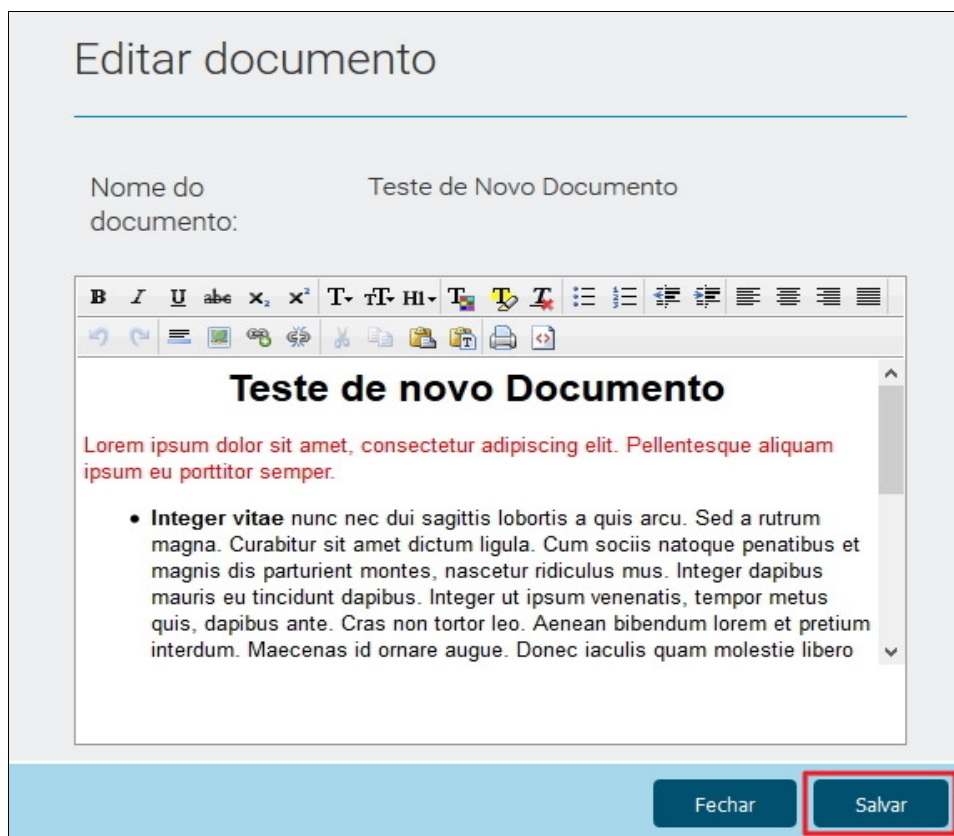 Editar documento
Nome do
documento:
Teste de Novo Documento
B I U abc x₂ x² T T T H1 T T T
T
Teste de novo Documento
Lorem ipsum dolor sit amet, consectetur adipiscing elit. Pellentesque aliquam
ipsum eu porttitor semper.
• Integer vitae nunc nec dui sagittis lobortis a quis arcu. Sed a rutrum
magna. Curabitur sit amet dictum ligula. Cum sociis natoque penatibus et
magnis dis parturient montes, nascetur ridiculus mus. Integer dapibus
mauris eu tincidunt dapibus. Integer ut ipsum venenatis, tempor metus
quis, dapibus ante. Cras non tortor leo. Aenean bibendum lorem et pretium
interdum. Maecenas id ornare augue. Donec iaculis quam molestie libero
Fechar Salvar